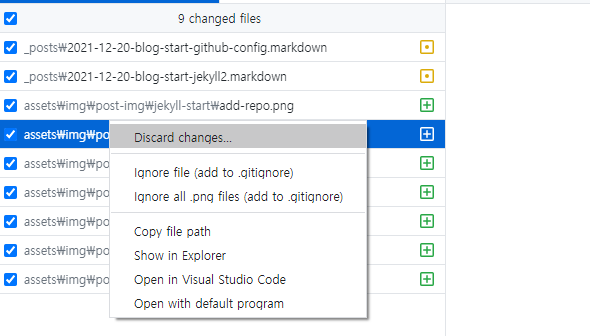 9 changed files
_posts₩2021-12-20-blog-start-github-config.markdown
_posts₩2021-12-20-blog-start-jekyll2.markdown
assets₩img₩post-img₩jekyll-start₩add-repo.png
assets₩img₩po
Discard changes...
assets₩img₩po
Ignore file (add to .gitignore)
assets₩img₩po
Ignore all .png files (add to .gitignore)
assets₩img₩po
Copy file path
assets₩img₩po
Show in Explorer
assets₩img₩po
Open in Visual Studio Code
Open with default program